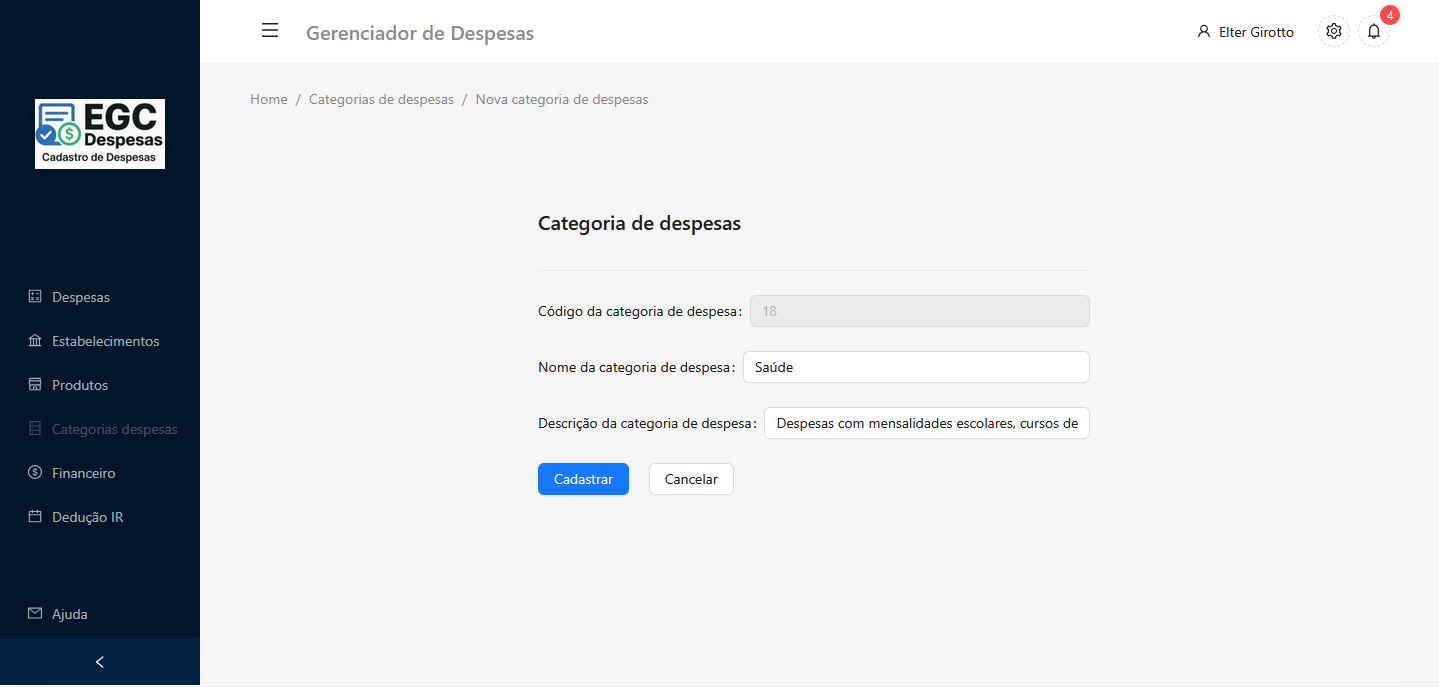 Gerenciador de Despesas
Elter Girotto
4
EGC
Despesas
Cadastro de Despesas
Home / Categorias de despesas / Nova categoria de despesas
Despesas
Estabelecimentos
Produtos
Categorias despesas
Financeiro
Dedução IR
Ajuda
Categoria de despesas
Código da categoria de despesa: 18
Nome da categoria de despesa: Saúde
Descrição da categoria de despesa: Despesas com mensalidades escolares, cursos de
Cadastrar Cancelar